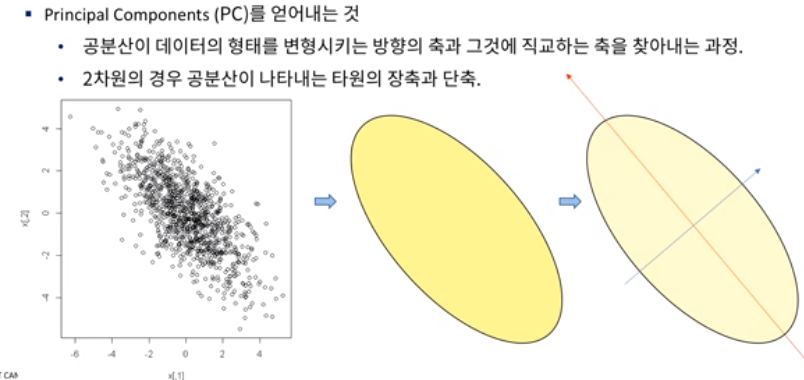 ▪ Principal Components (PC)를 얻어내는 것
• 공분산이 데이터의 형태를 변형시키는 방향의 축과 그것에 직교하는 축을 찾아내는 과정.
• 2차원의 경우 공분산이 나타내는 타원의 장축과 단축.
4
2
0
-2
-4
x[,2]
-6 -4 -2 0 2 4
x[,1]